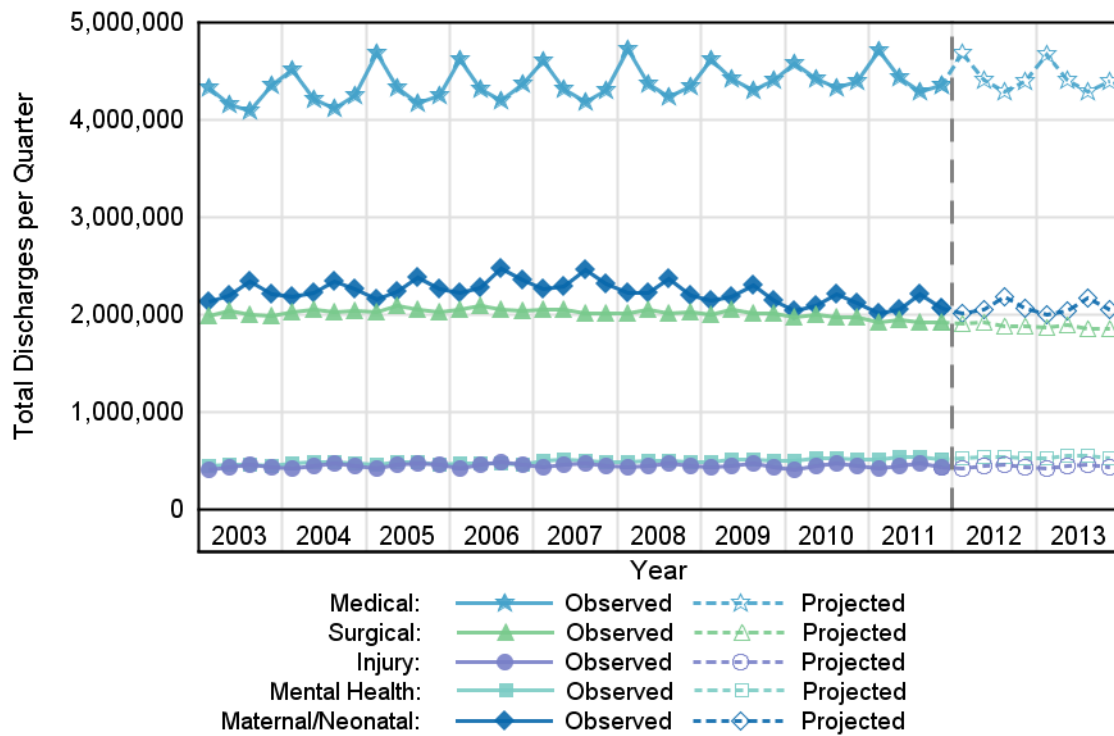 Total Discharges per Quarter
5,000,000
4,000,000
3,000,000
2,000,000
1,000,000
0
2003 2004 2005 2006 2007 2008 2009 2010 2011 2012 2013
Year
Medical: Observed Projected
Surgical: Observed Projected
Injury: Observed Projected
Mental Health: Observed Projected
Maternal/Neonatal: Observed Projected